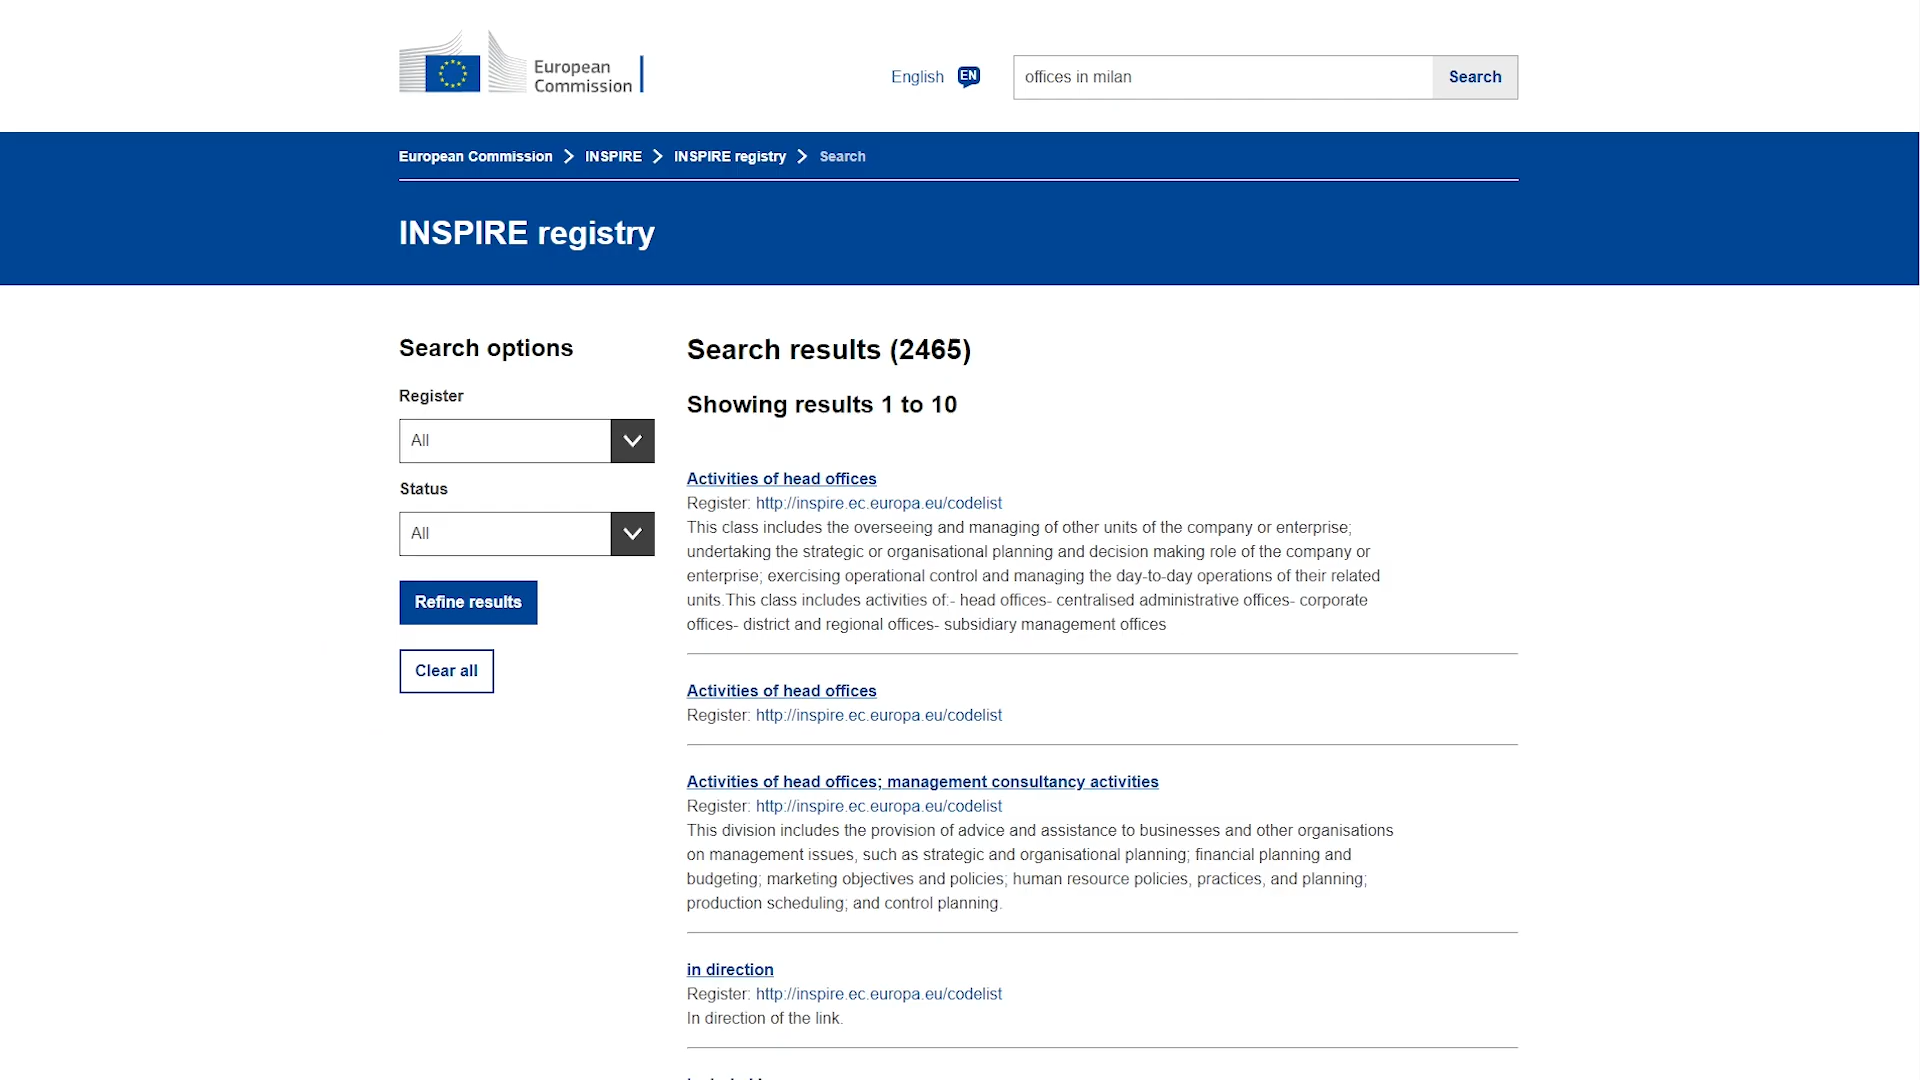 European
Commission
English EN
offices in milan
Search
European Commission INSPIRE INSPIRE registry Search
INSPIRE registry
Search options
Register
All
Status
All
Refine results
Clear all
Search results (2465)
Showing results 1 to 10
Activities of head offices
Register: http://inspire.ec.europa.eu/codelist
This class includes the overseeing and managing of other units of the company or enterprise;
undertaking the strategic or organisational planning and decision making role of the company or
enterprise; exercising operational control and managing the day-to-day operations of their related
units.This class includes activities of:- head offices- centralised administrative offices- corporate
offices- district and regional offices- subsidiary management offices
Activities of head offices
Register: http://inspire.ec.europa.eu/codelist
Activities of head offices; management consultancy activities
Register: http://inspire.ec.europa.eu/codelist
This division includes the provision of advice and assistance to businesses and other organisations
on management issues, such as strategic and organisational planning; financial planning and
budgeting; marketing objectives and policies; human resource policies, practices, and planning;
production scheduling; and control planning.
in direction
Register: http://inspire.ec.europa.eu/codelist
In direction of the link.